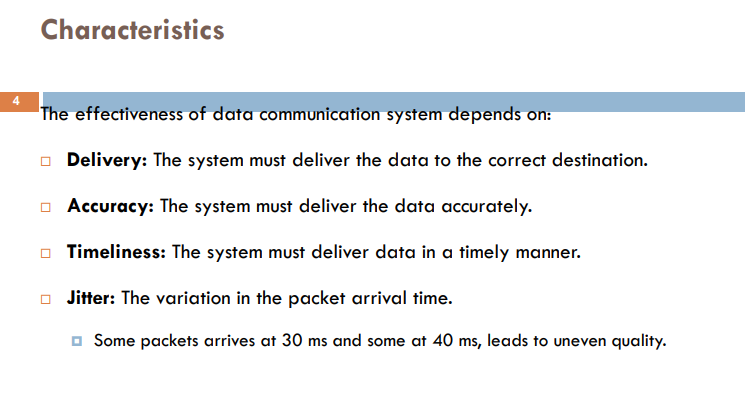 Characteristics
4
The effectiveness of data communication system depends on:
Delivery: The system must deliver the data to the correct destination.
Accuracy: The system must deliver the data accurately.
Timeliness: The system must deliver data in a timely manner.
Jitter: The variation in the packet arrival time.
Some packets arrives at 30 ms and some at 40 ms, leads to uneven quality.